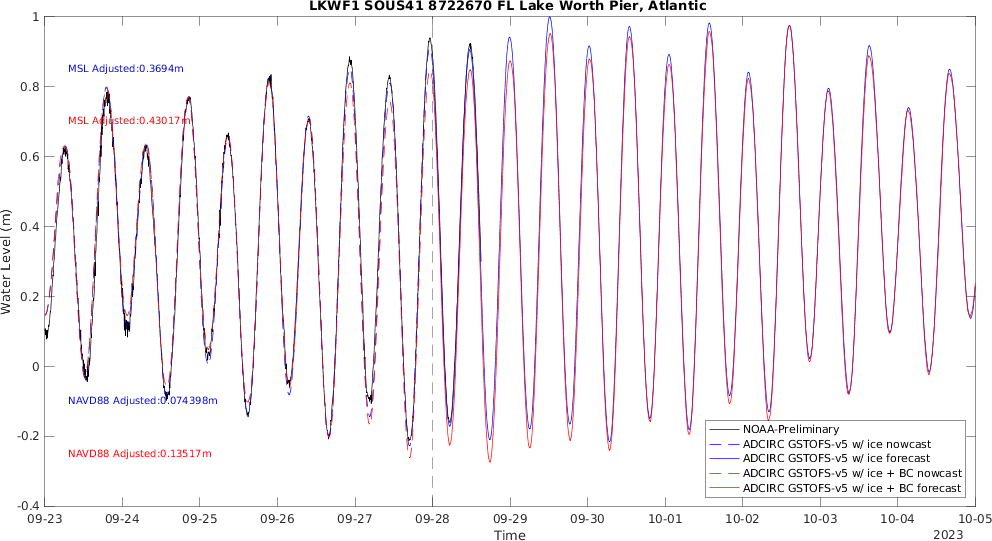 LKWF1 SOUS41 8722670 FL Lake Worth Pier, Atlantic
1
0.8
0.6
0.4
0.2
0
-0.2
-0.4
Water Level (m)
MSL Adjusted:0.3694m
MSL Adjusted:0.43017m
NAVD88 Adjusted:0.074398m
NAVD88 Adjusted:0.13517m
NOAA-Preliminary
ADCIRC GSTOFS-v5 w/ ice nowcast
ADCIRC GSTOFS-v5 w/ ice forecast
ADCIRC GSTOFS-v5 w/ ice + BC nowcast
ADCIRC GSTOFS-v5 w/ ice + BC forecast
09-23 09-24 09-25 09-26 09-27 09-28 09-29 09-30 10-01 10-02 10-03 10-04 10-05
Time
2023